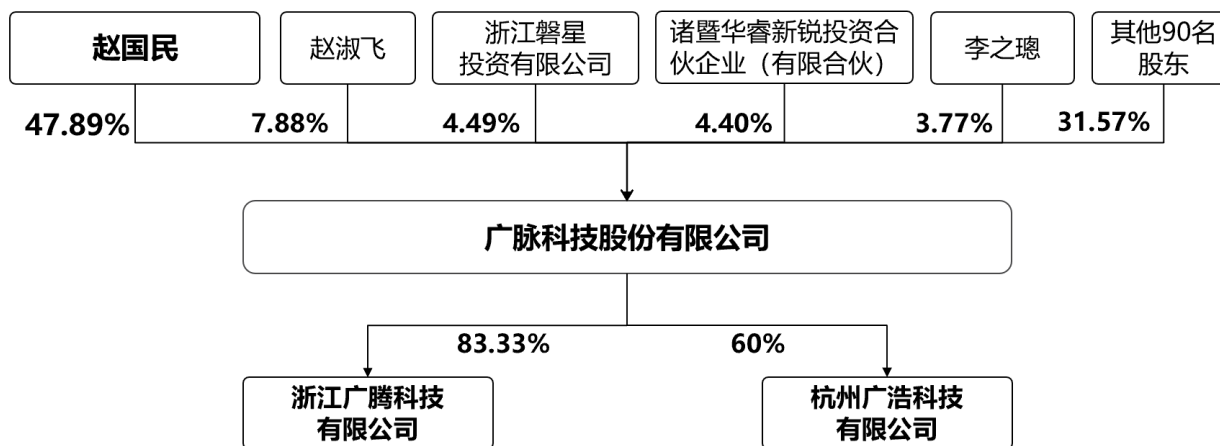 赵国民
赵淑飞
浙江磐星
投资有限公司
诸暨华睿新锐投资合
伙企业（有限合伙）
李之璁
其他90名
股东
47.89%
7.88%
4.49%
4.40%
3.77%
31.57%
广脉科技股份有限公司
83.33%
60%
浙江广腾科技
有限公司
杭州广浩科技
有限公司